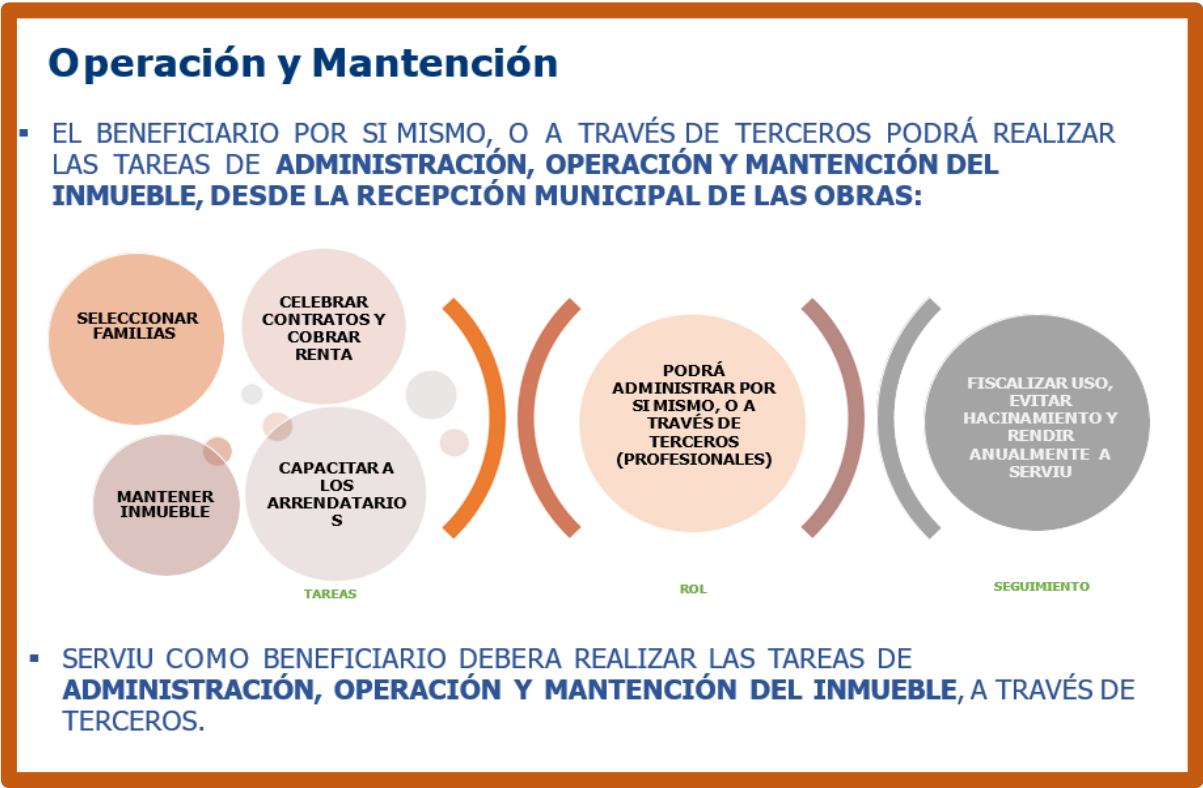 Operación y Mantención
▪ EL BENEFICIARIO POR SI MISMO, O A TRAVÉS DE TERCEROS PODRÁ REALIZAR
LAS TAREAS DE ADMINISTRACIÓN, OPERACIÓN Y MANTENCIÓN DEL
INMUEBLE, DESDE LA RECEPCIÓN MUNICIPAL DE LAS OBRAS:
SELECCIONAR
FAMILIAS
CELEBRAR
CONTRATOS Y
COBRAR
RENTA
MANTENER
INMUEBLE
CAPACITAR A
LOS
ARRENDATARIO
S
TAREAS
PODRÁ
ADMINISTRAR POR
SI MISMO, O A
TRAVÉS DE
TERCEROS
(PROFESIONALES)
ROL
FISCALIZAR USO,
EVITAR
HACINAMIENTO Y
RENDIR
ANUALMENTE A
SERVIU
SEGUIMIENTO
▪ SERVIU COMO BENEFICIARIO DEBERA REALIZAR LAS TAREAS DE
ADMINISTRACIÓN, OPERACIÓN Y MANTENCIÓN DEL INMUEBLE, A TRAVÉS DE
TERCEROS.